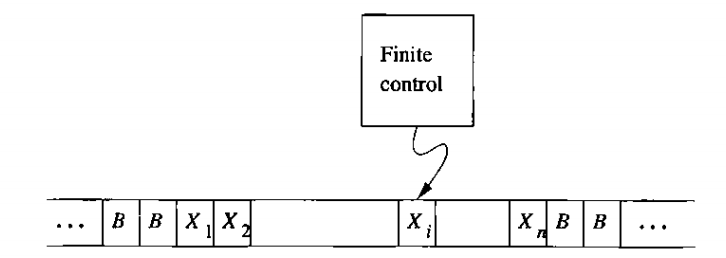 Finite
control
... B B X₁ X₂ Xᵢ Xₙ B B ...